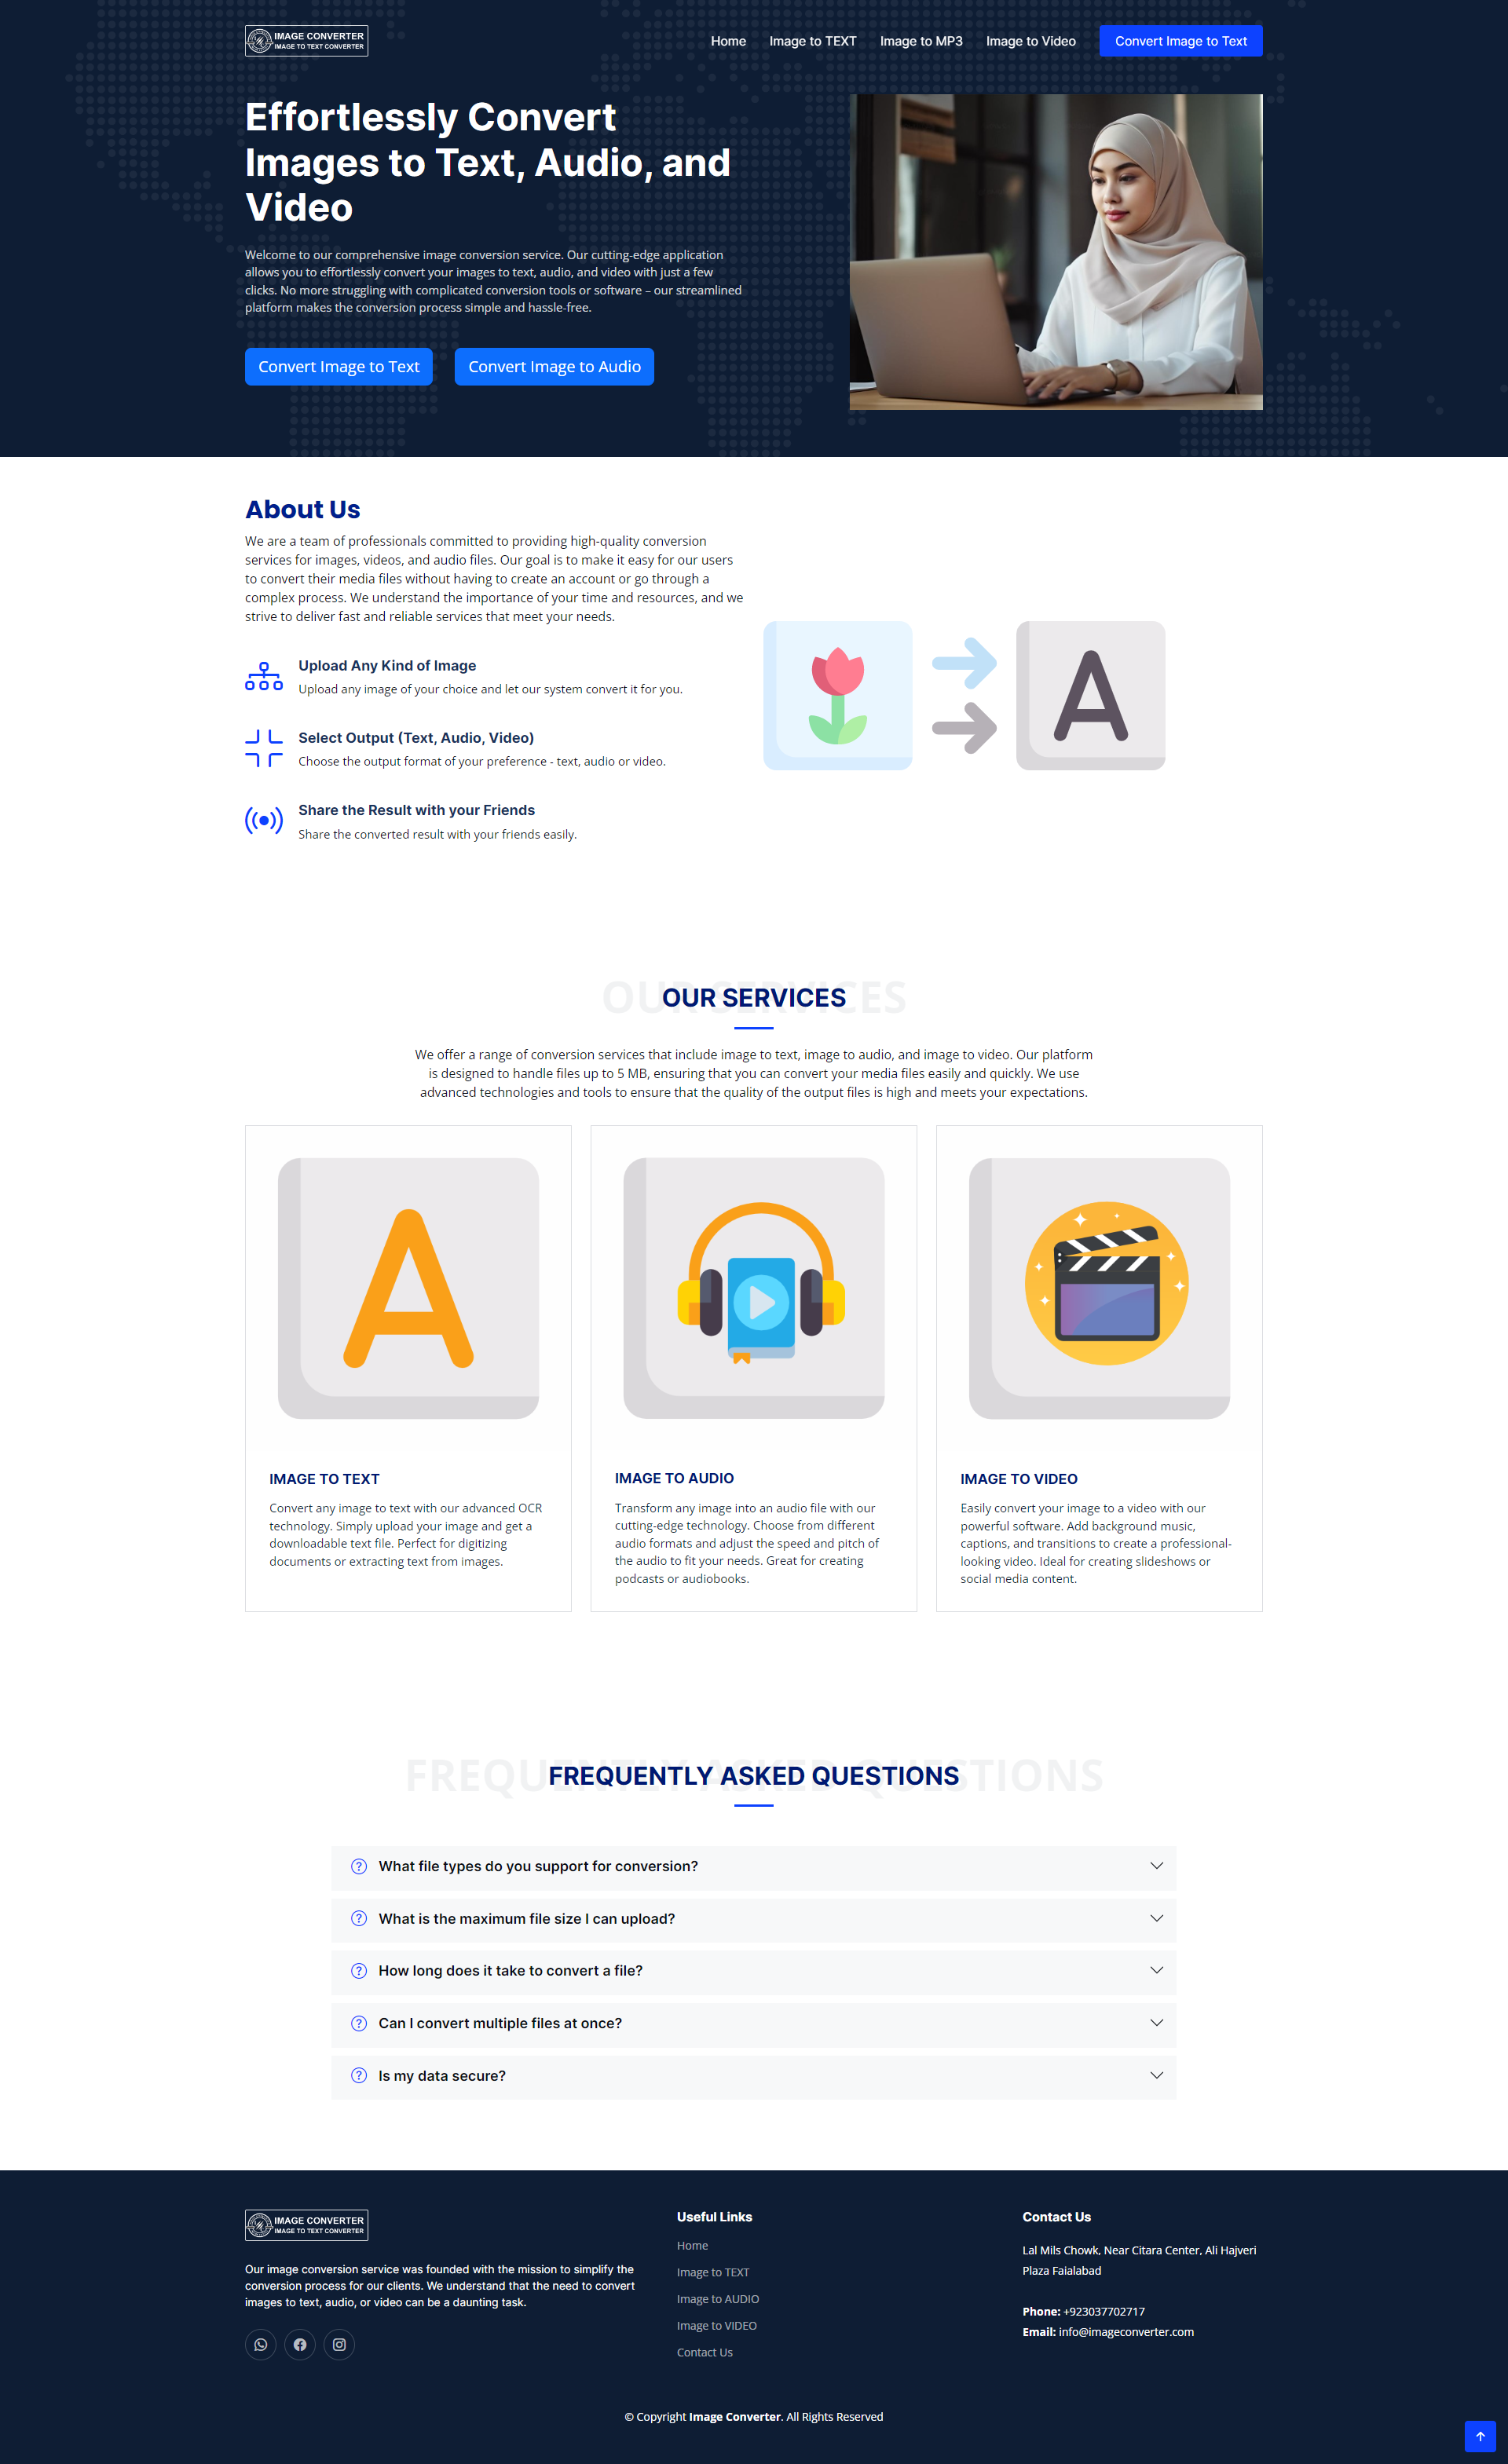 IMAGE CONVERTER
IMAGE TO TEXT CONVERTER
Home
Image to TEXT
Image to MP3
Image to Video
Convert Image to Text
Effortlessly Convert
Images to Text, Audio, and
Video
Welcome to our comprehensive image conversion service. Our cutting-edge application
allows you to effortlessly convert your images to text, audio, and video with just a few
clicks. No more struggling with complicated conversion tools or software – our streamlined
platform makes the conversion process simple and hassle-free.
Convert Image to Text
Convert Image to Audio
About Us
We are a team of professionals committed to providing high-quality conversion
services for images, videos, and audio files. Our goal is to make it easy for our users
to convert their media files without having to create an account or go through a
complex process. We understand the importance of your time and resources, and we
strive to deliver fast and reliable services that meet your needs.
Upload Any Kind of Image
Upload any image of your choice and let our system convert it for you.
Select Output (Text, Audio, Video)
Choose the output format of your preference - text, audio or video.
Share the Result with your Friends
Share the converted result with your friends easily.
A
OUR SERVICES
OUR SERVICES
We offer a range of conversion services that include image to text, image to audio, and image to video. Our platform
is designed to handle files up to 5 MB, ensuring that you can convert your media files easily and quickly. We use
advanced technologies and tools to ensure that the quality of the output files is high and meets your expectations.
A
IMAGE TO TEXT
Convert any image to text with our advanced OCR
technology. Simply upload your image and get a
downloadable text file. Perfect for digitizing
documents or extracting text from images.
IMAGE TO AUDIO
Transform any image into an audio file with our
cutting-edge technology. Choose from different
audio formats and adjust the speed and pitch of
the audio to fit your needs. Great for creating
podcasts or audiobooks.
IMAGE TO VIDEO
Easily convert your image to a video with our
powerful software. Add background music,
captions, and transitions to create a professional-
looking video. Ideal for creating slideshows or
social media content.
FREQUENTLY ASKED QUESTIONS
FREQUENTLY ASKED QUESTIONS
What file types do you support for conversion?
What is the maximum file size I can upload?
How long does it take to convert a file?
Can I convert multiple files at once?
Is my data secure?
IMAGE CONVERTER
IMAGE TO TEXT CONVERTER
Our image conversion service was founded with the mission to simplify the
conversion process for our clients. We understand that the need to convert
images to text, audio, or video can be a daunting task.
Useful Links
Home
Image to TEXT
Image to AUDIO
Image to VIDEO
Contact Us
Contact Us
Lal Mils Chowk, Near Citara Center, Ali Hajveri
Plaza Faialabad
Phone: +923037702717
Email: info@imageconverter.com
© Copyright Image Converter. All Rights Reserved